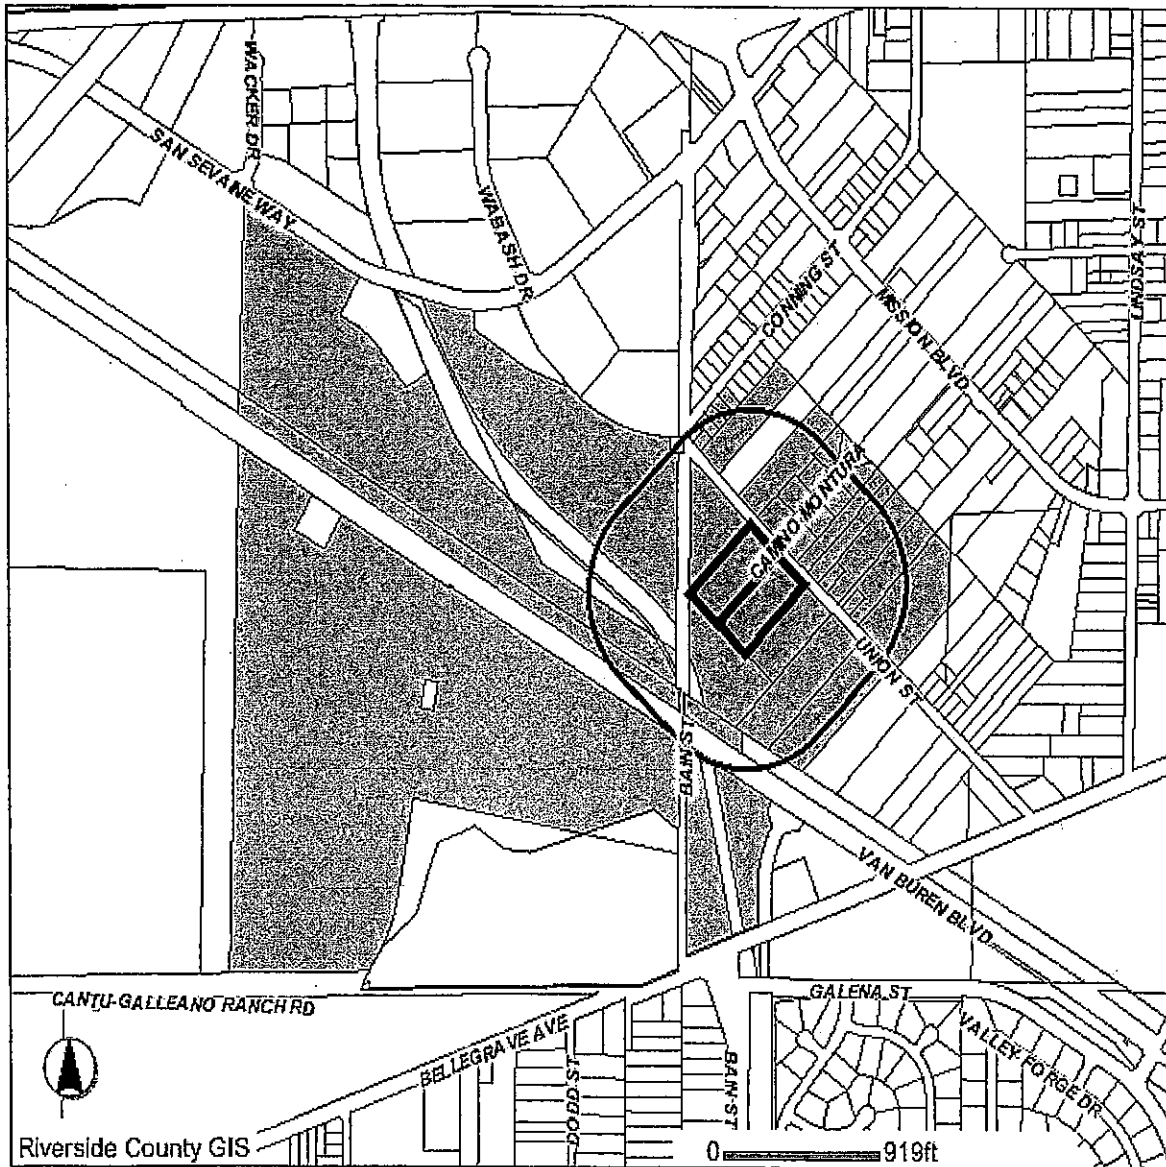 WACKER DR
SAN SEVAINE WAY
WABASH DR
LINDSAY ST
CONNING ST
MISSION BLVD
CAMINO MONTURA
UNION ST
BAIN ST
VAN BUREN BLVD
CANTU-GALLEANO RANCH RD
GALENA ST
BELLEGRAVE AVE
VALLEY FORGE DR
DODD ST
BAIN ST
Riverside County GIS
0 919ft